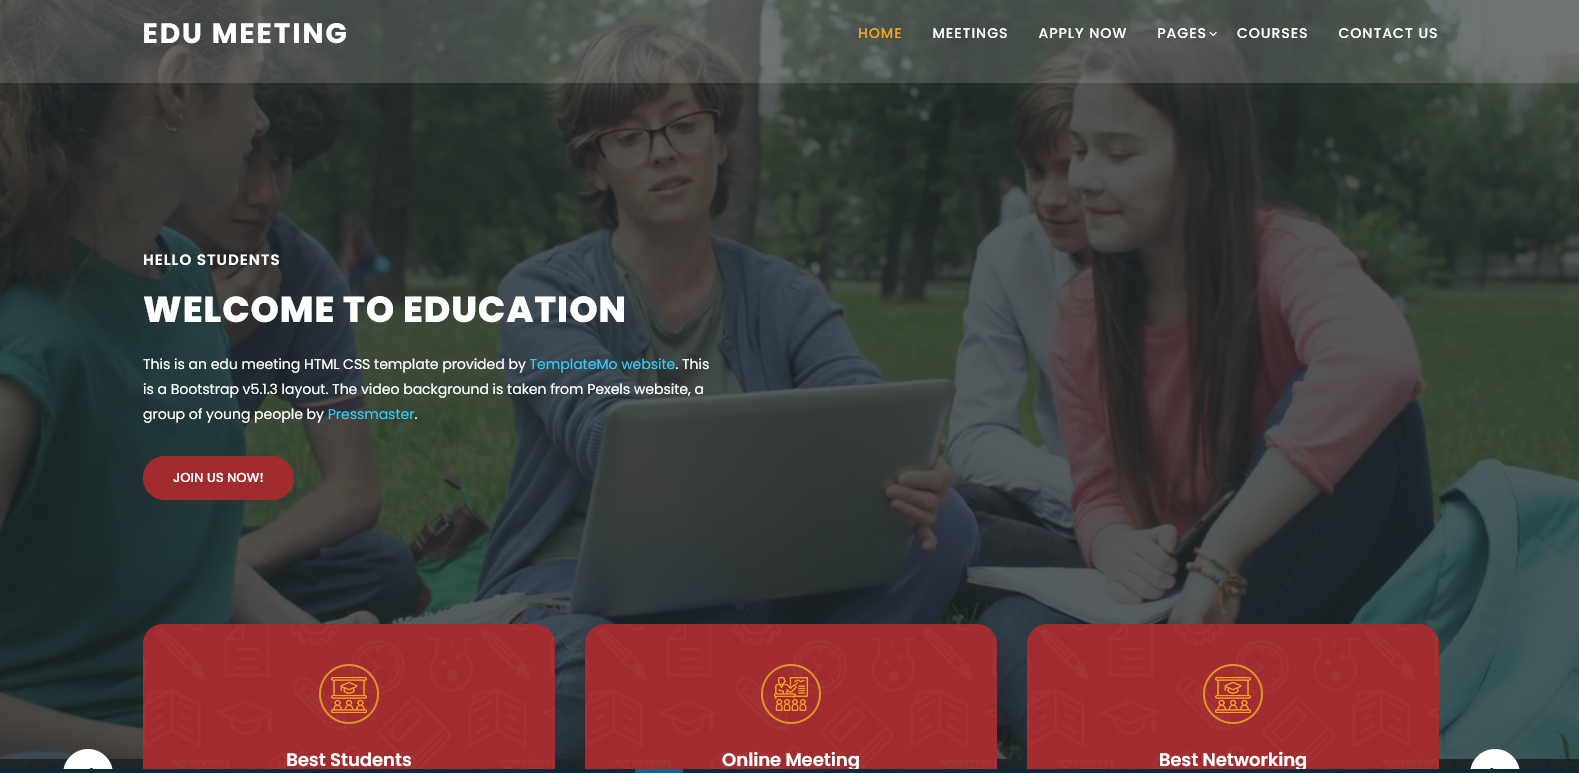 EDU MEETING
HOME
MEETINGS
APPLY NOW
PAGES
COURSES
CONTACT US
HELLO STUDENTS
WELCOME TO EDUCATION
This is an edu meeting HTML CSS template provided by TemplateMo website. This
is a Bootstrap v5.1.3 layout. The video background is taken from Pexels website, a
group of young people by Pressmaster.
JOIN US NOW!
Best Students
Online Meeting
Best Networking